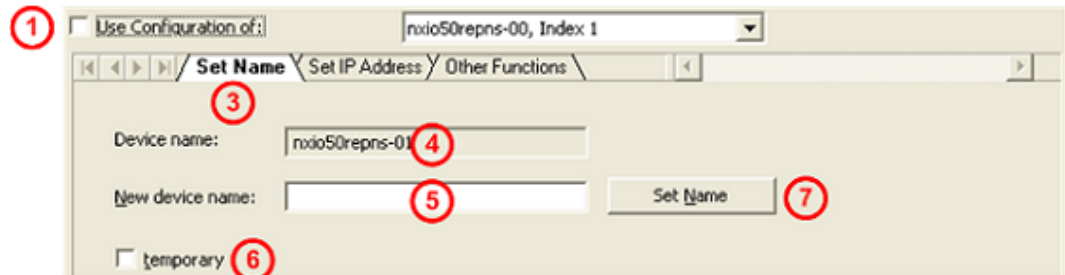 1 Use Configuration of: nxio50repns-00, Index 1
Set Name Set IP Address Other Functions
3
Device name: nxio50repns-01 4
New device name: 5 Set Name 7
temporary 6